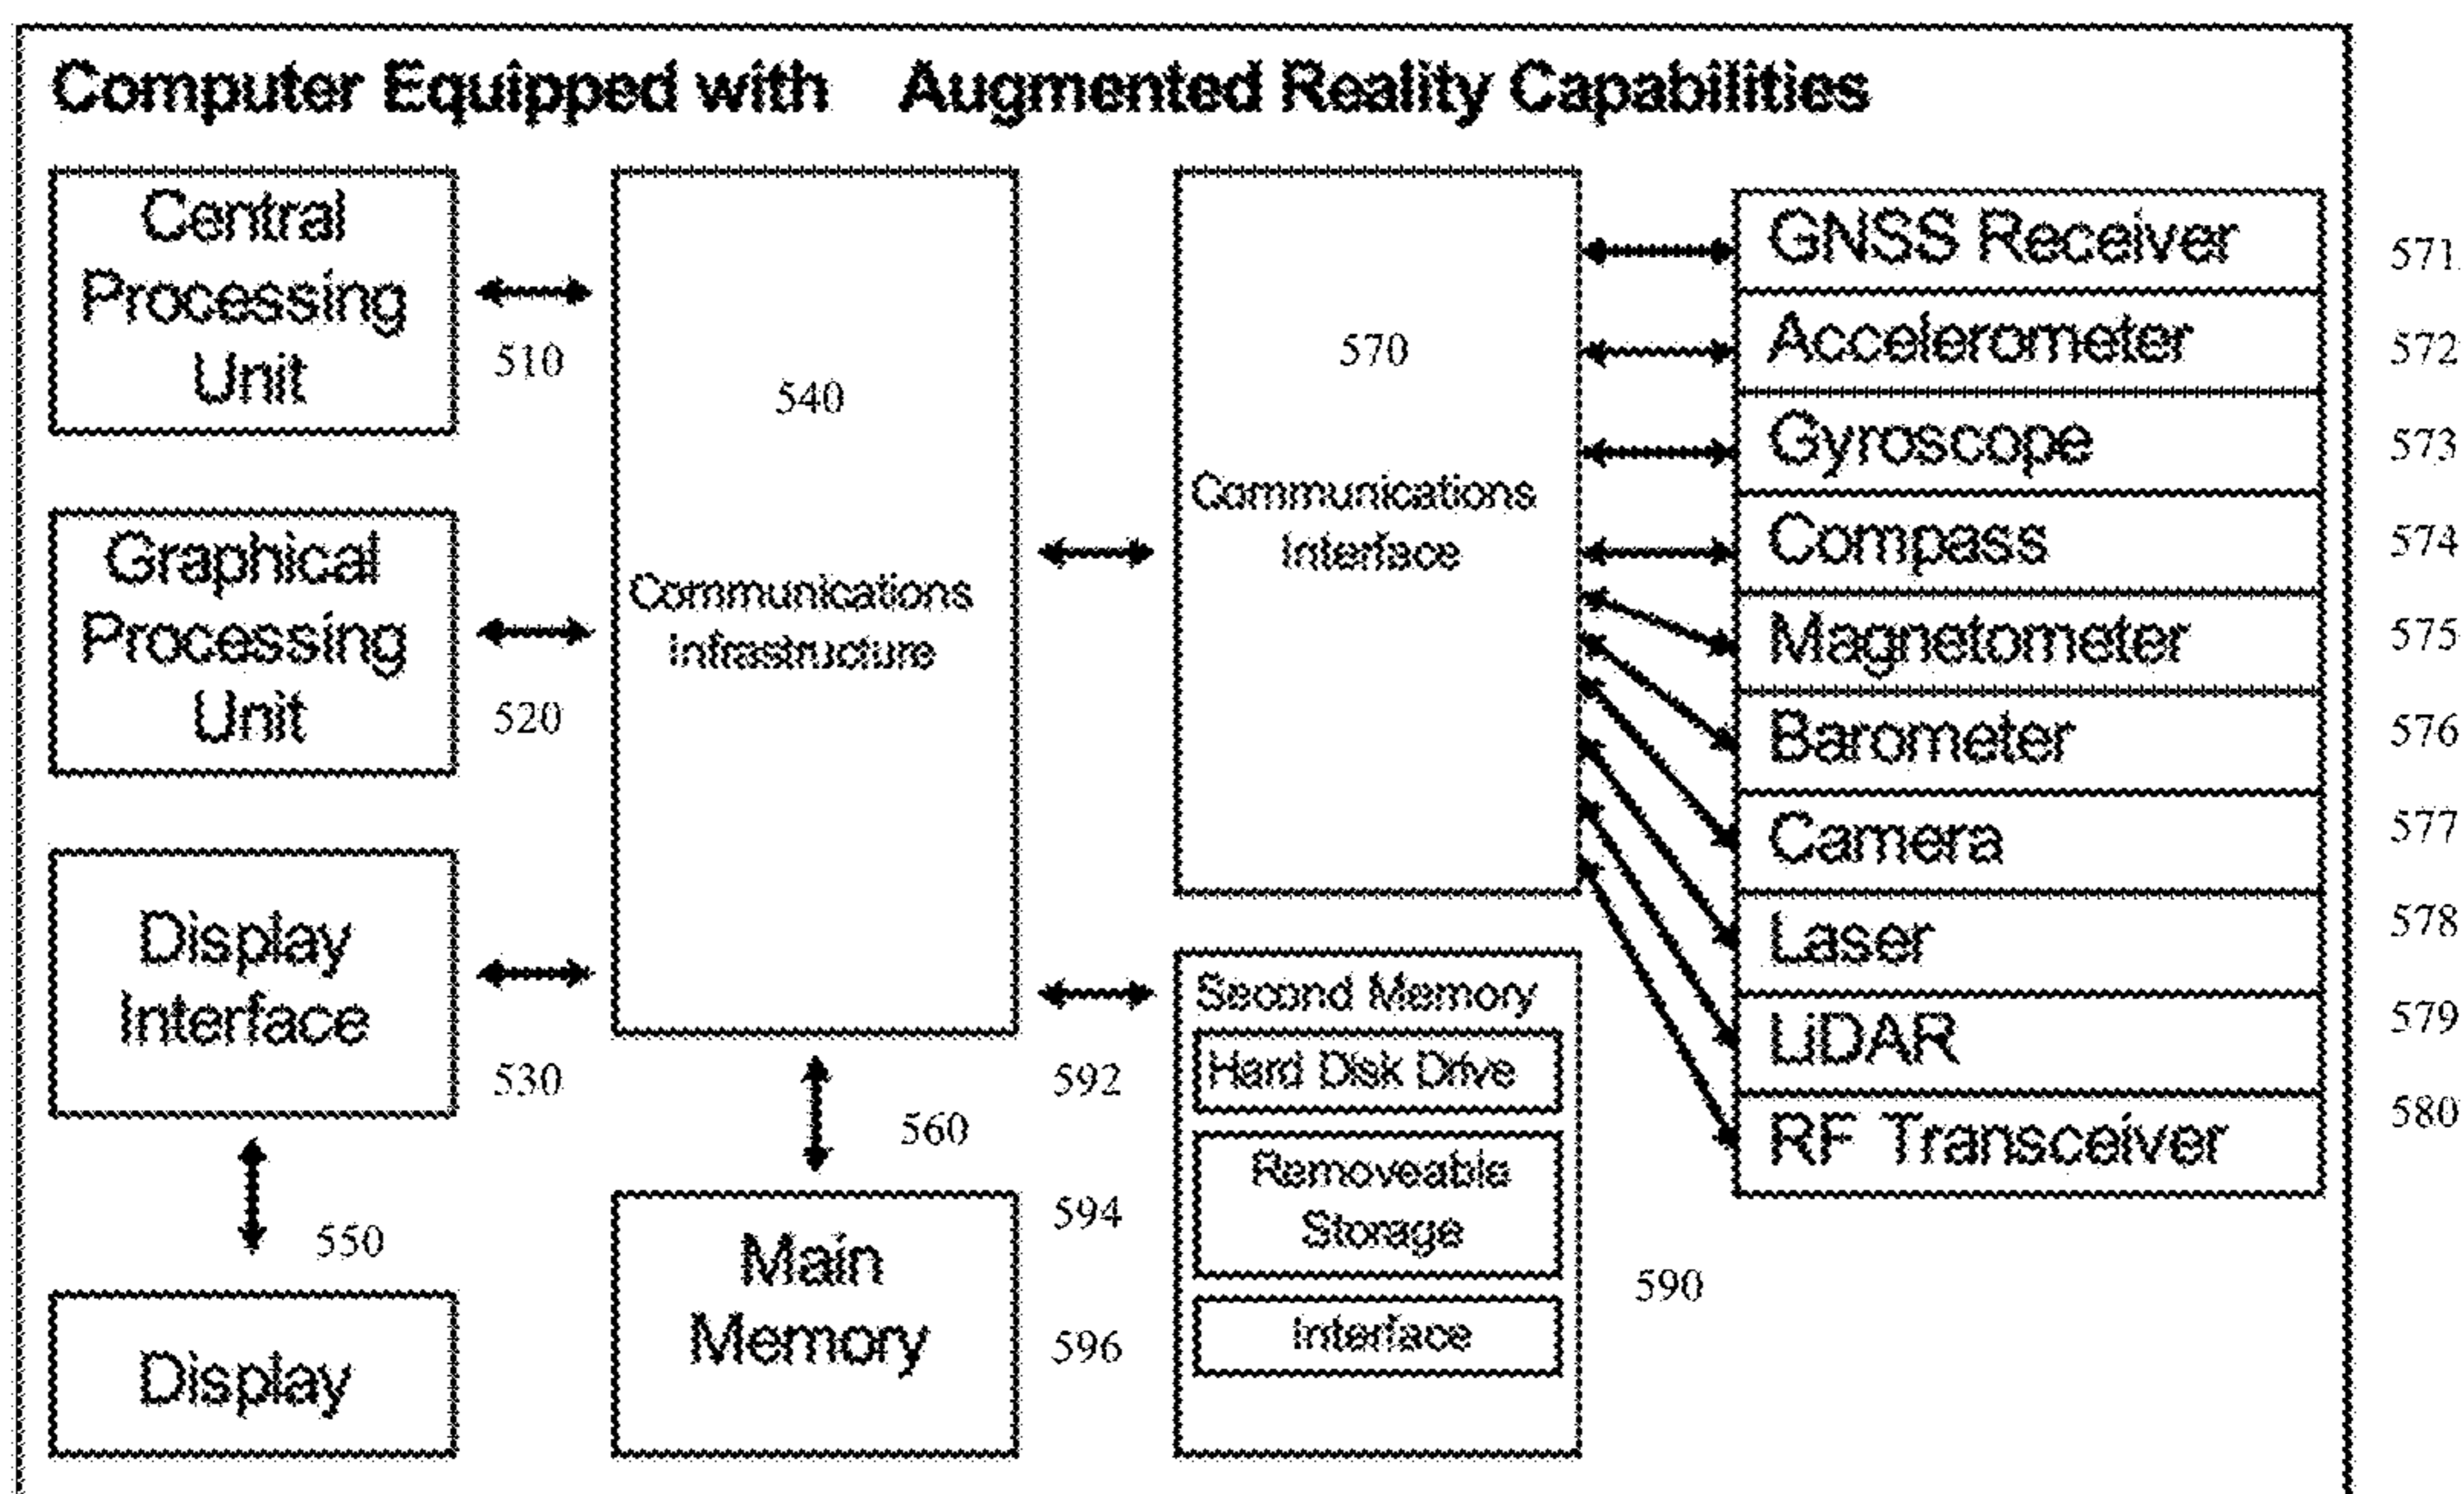 Computer Equipped with Augmented Reality Capabilities
Central
Processing
Unit
510
Graphical
Processing
Unit
520
Display
Interface
530
550
Display
540
Communications
Infrastructure
560
Main
Memory
570
Communications
Interface
592
594
596
Second Memory
Hard Disk Drive
Removeable
Storage
Interface
590
GNSS Receiver
571
Accelerometer
572
Gyroscope
573
Compass
574
Magnetometer
575
Barometer
576
Camera
577
Laser
578
LiDAR
579
RF Transceiver
580